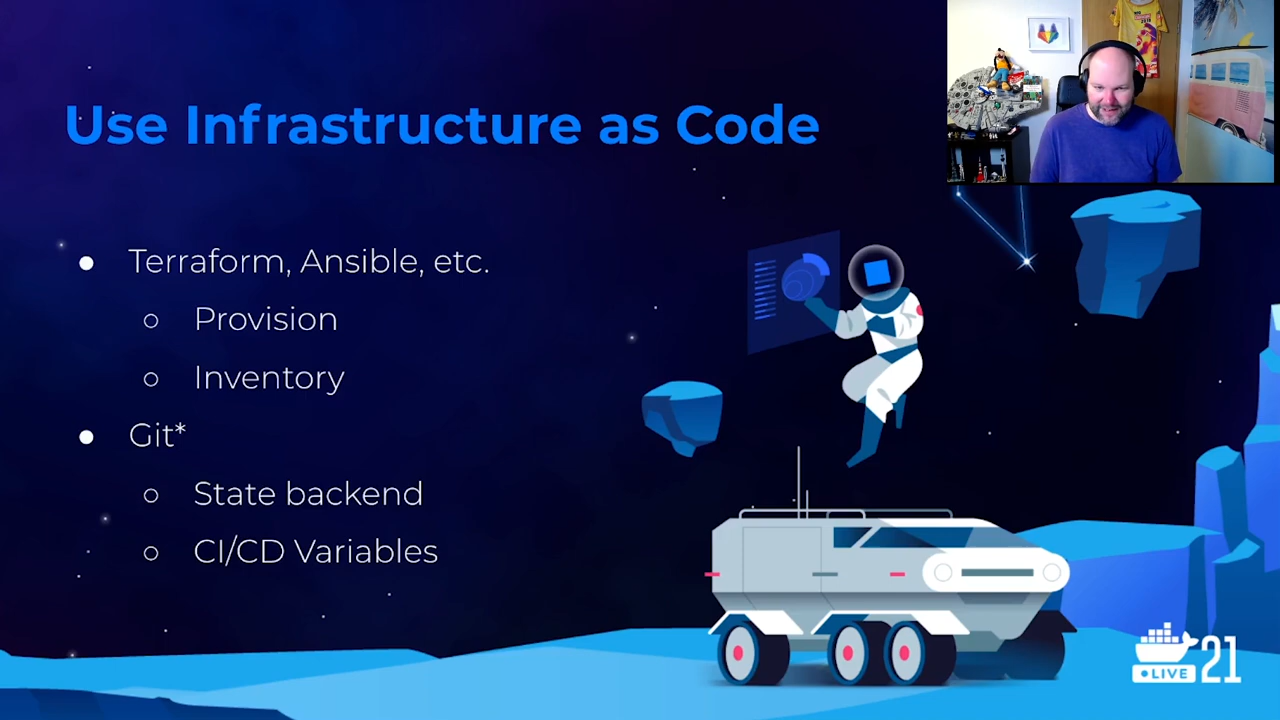 Use Infrastructure as Code
Terraform, Ansible, etc.
Provision
Inventory
Git*
State backend
CI/CD Variables
LIVE 21